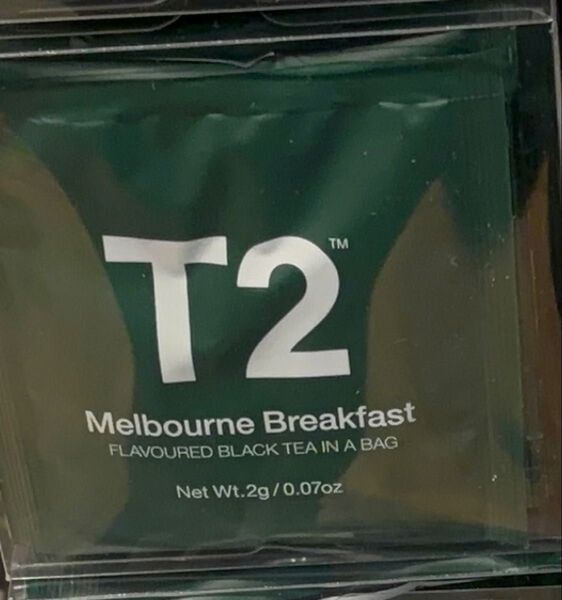 T2™
Melbourne Breakfast
FLAVOURED BLACK TEA IN A BAG
Net Wt.2g/0.07oz